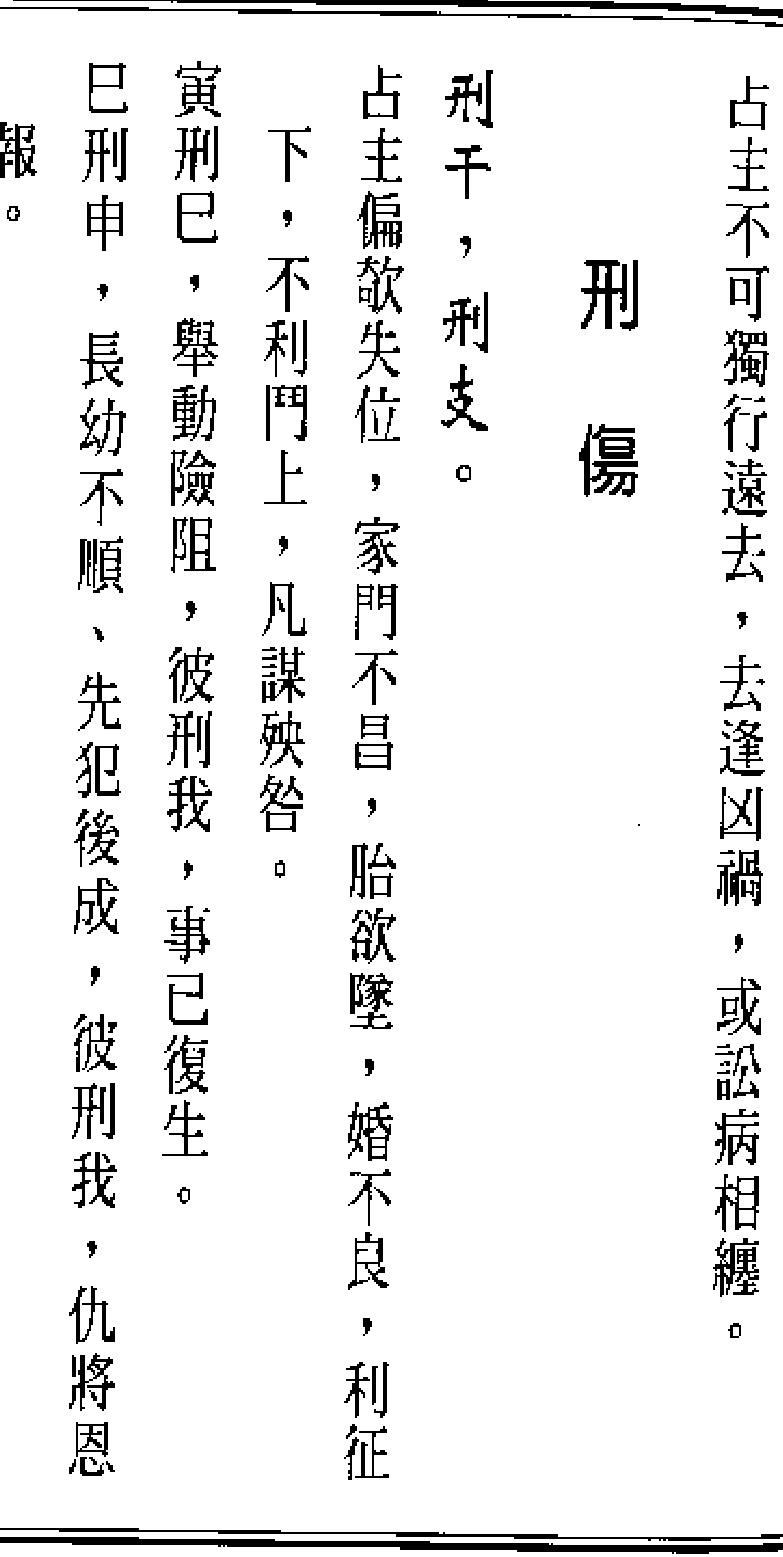 占主不可獨行遠去，去逢凶禍，或訟病相纏。
刑傷
刑干，刑支。
占主偏欹失位，家門不昌，胎欲墜，婚不良，利征
下，不利鬥上，凡謀殃咎。
寅刑巳，舉動險阻，彼刑我，事已復生。
巳刑申，長幼不順、先犯後成，彼刑我，仇將恩
報。